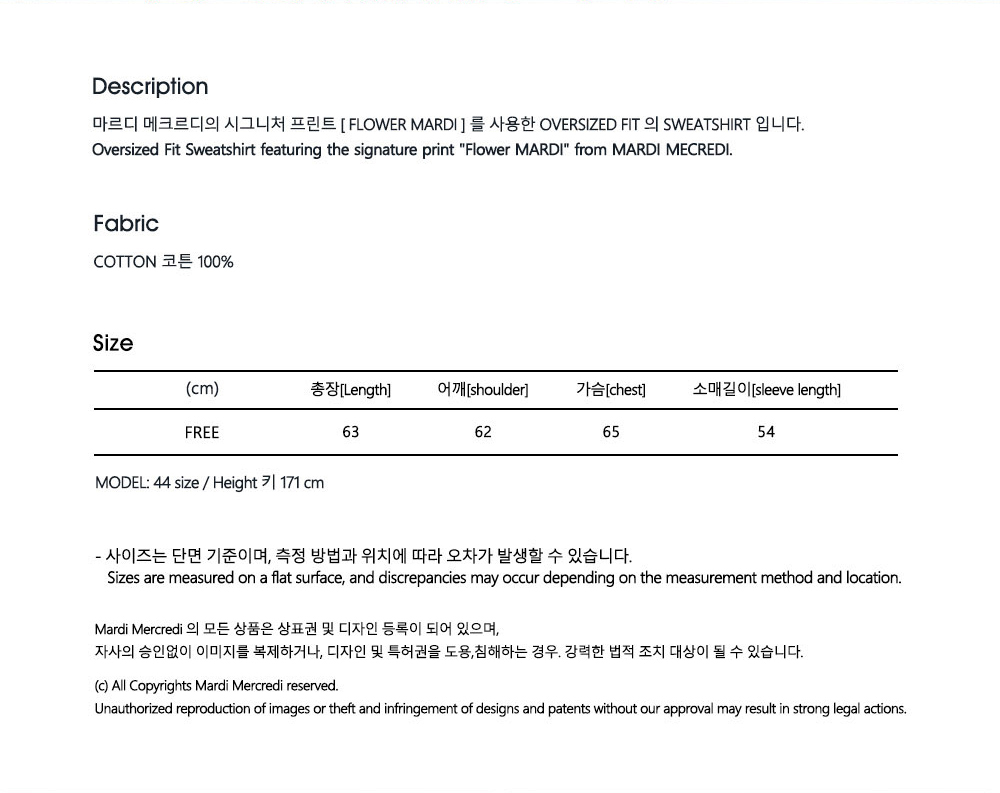 Description
마르디 메크르디의 시그니처 프린트 [ FLOWER MARDI ] 를 사용한 OVERSIZED FIT 의 SWEATSHIRT 입니다.
Oversized Fit Sweatshirt featuring the signature print "Flower MARDI" from MARDI MECREDI.
Fabric
COTTON 코튼 100%
Size
(cm) 총장[Length] 어깨[shoulder] 가슴[chest] 소매길이[sleeve length]
FREE 63 62 65 54
MODEL: 44 size / Height 키 171 cm
- 사이즈는 단면 기준이며, 측정 방법과 위치에 따라 오차가 발생할 수 있습니다.
Sizes are measured on a flat surface, and discrepancies may occur depending on the measurement method and location.
Mardi Mercredi 의 모든 상품은 상표권 및 디자인 등록이 되어 있으며,
자사의 승인없이 이미지를 복제하거나, 디자인 및 특허권을 도용,침해하는 경우. 강력한 법적 조치 대상이 될 수 있습니다.
(c) All Copyrights Mardi Mercredi reserved.
Unauthorized reproduction of images or theft and infringement of designs and patents without our approval may result in strong legal actions.